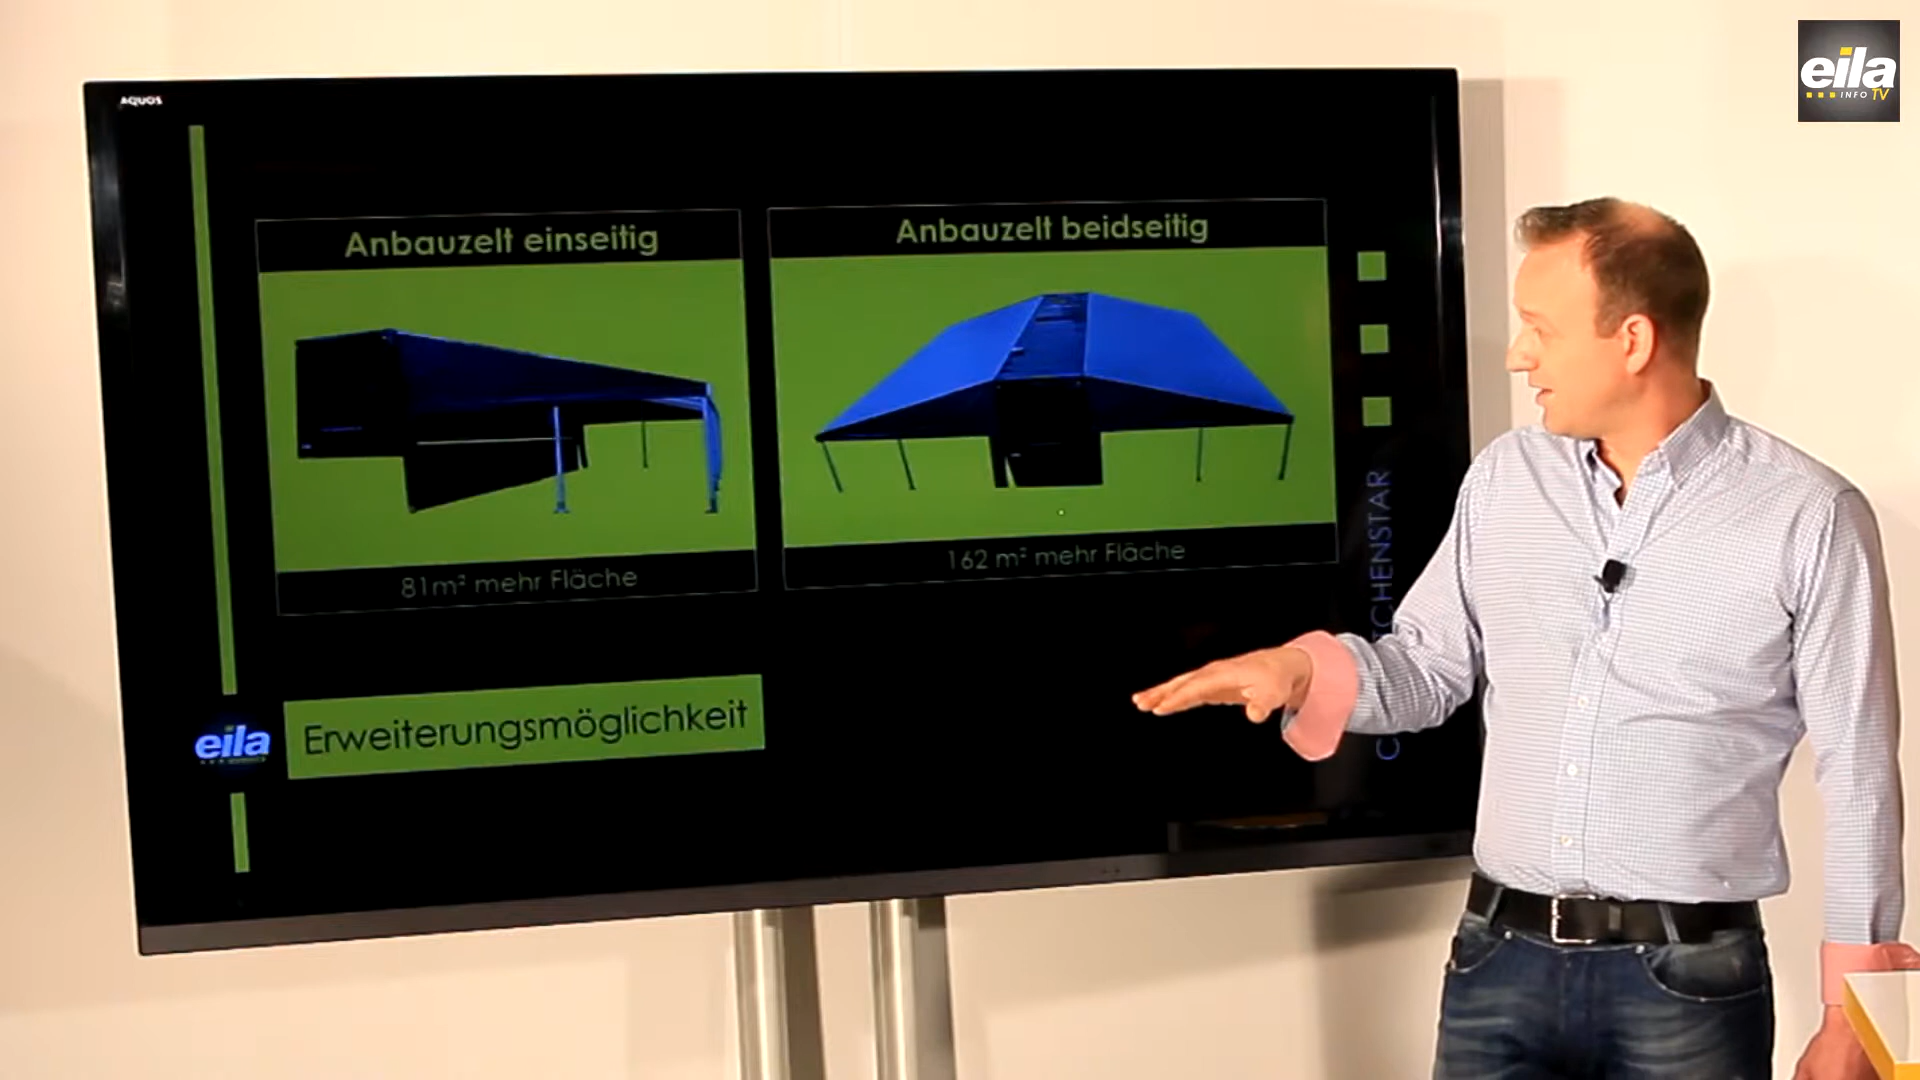 eila
INFO TV
AQUOS
Anbauzelt einseitig
Anbauzelt beidseitig
81m² mehr Fläche
162 m² mehr Fläche
Erweiterungsmöglichkeit
eila